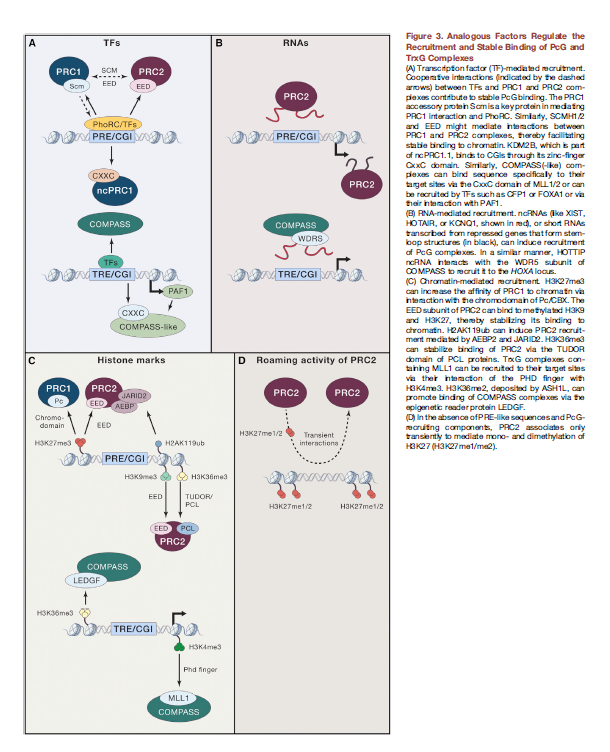 A
TFs
PRC1
Scm
SCM
EED
PRC2
EED
PhoRC/TFs
PRE/CGI
CXXC
ncPRC1
COMPASS
TFs
TRE/CGI
PAF1
CXXC
COMPASS-like
B
RNAs
PRC2
PRE/CGI
PRC2
COMPASS
WDR5
TRE/CGI
C
Histone marks
PRC1
Pc
PRC2
EED
JARID2
AEBP
Chromo-
domain
EED
H3K27me3
H2AK119ub
PRE/CGI
H3K9me3
H3K36me3
EED
TUDOR/
PCL
EED
PCL
PRC2
COMPASS
LEDGF
H3K36me3
TRE/CGI
H3K4me3
Phd finger
MLL1
COMPASS
D
Roaming activity of PRC2
PRC2
PRC2
H3K27me1/2
Transient
interactions
H3K27me1/2
H3K27me1/2
Figure 3. Analogous Factors Regulate the
Recruitment and Stable Binding of PcG and
TrxG Complexes
(A) Transcription factor (TF)-mediated recruitment.
Cooperative interactions (indicated by the dashed
arrows) between TFs and PRC1 and PRC2 com-
plexes contribute to stable PcG binding. The PRC1
accessory protein Scm is a key protein in mediating
PRC1 interaction and PhoRC. Similarly, SCMH1/2
and EED might mediate interactions between
PRC1 and PRC2 complexes, thereby facilitating
stable binding to chromatin. KDM2B, which is part
of ncPRC1.1, binds to CGIs through its zinc-finger
CxxC domain. Similarly, COMPASS(-like) com-
plexes can bind sequence specifically to their
target sites via the CxxC domain of MLL1/2 or can
be recruited by TFs such as CFP1 or FOXA1 or via
their interaction with PAF1.
(B) RNA-mediated recruitment. ncRNAs (like XIST,
HOTAIR, or KCNQ1, shown in red), or short RNAs
transcribed from repressed genes that form stem-
loop structures (in black), can induce recruitment
of PcG complexes. In a similar manner, HOTTIP
ncRNA interacts with the WDR5 subunit of
COMPASS to recruit it to the HOXA locus.
(C) Chromatin-mediated recruitment. H3K27me3
can increase the affinity of PRC1 to chromatin via
interaction with the chromodomain of Pc/CBX. The
EED subunit of PRC2 can bind to methylated H3K9
and H3K27, thereby stabilizing its binding to
chromatin. H2AK119ub can induce PRC2 recruit-
ment mediated by AEBP2 and JARID2. H3K36me3
can stabilize binding of PRC2 via the TUDOR
domain of PCL proteins. TrxG complexes con-
taining MLL1 can be recruited to their target sites
via their interaction of the PHD finger with
H3K4me3. H3K36me2, deposited by ASH1L, can
promote binding of COMPASS complexes via the
epigenetic reader protein LEDGF.
(D) In the absence of PRE-like sequences and PcG-
recruiting components, PRC2 associates only
transiently to mediate mono- and dimethylation of
H3K27 (H3K27me1/me2).